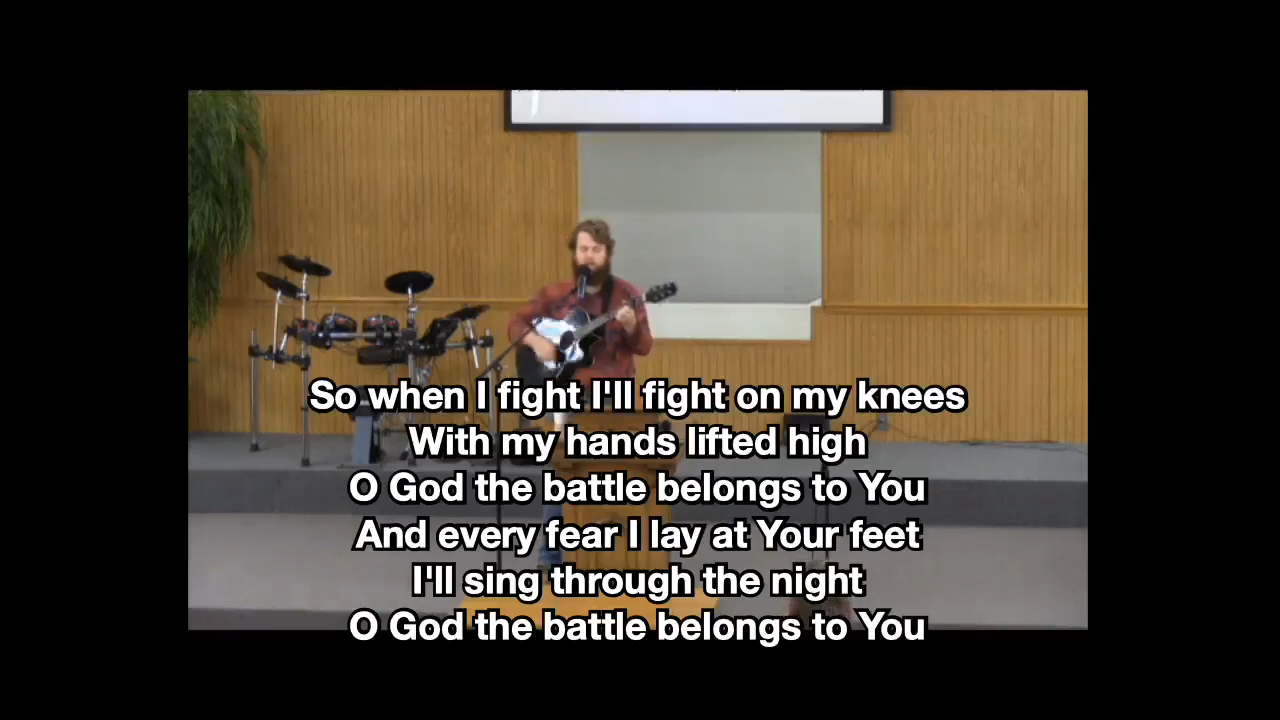 So when I fight I'll fight on my knees
With my hands lifted high
O God the battle belongs to You
And every fear I lay at Your feet
I'll sing through the night
O God the battle belongs to You